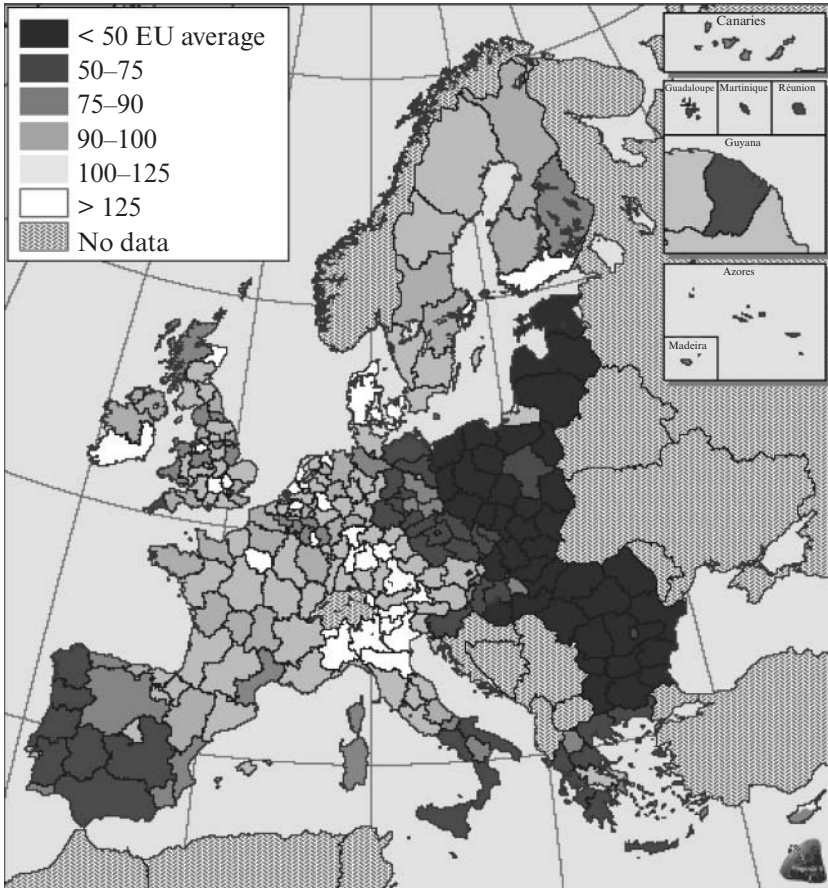 < 50 EU average
50–75
75–90
90–100
100–125
> 125
No data
Canaries
Guadaloupe
Martinique
Réunion
Guyana
Azores
Madeira